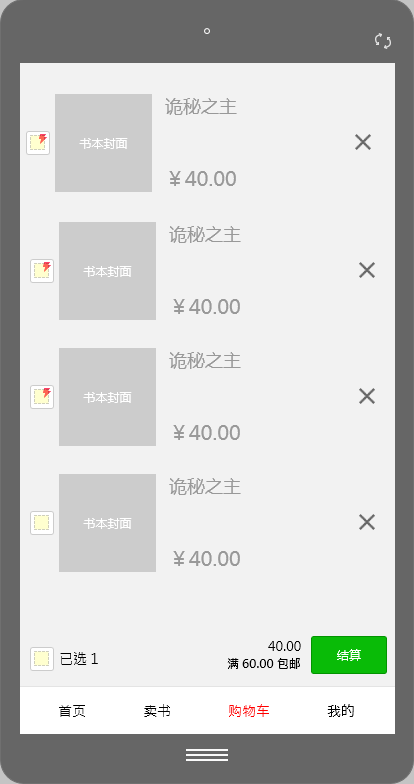 诡秘之主
书本封面
￥40.00
诡秘之主
书本封面
￥40.00
诡秘之主
书本封面
￥40.00
诡秘之主
书本封面
￥40.00
已选 1
40.00
满 60.00 包邮
结算
首页 卖书 购物车 我的